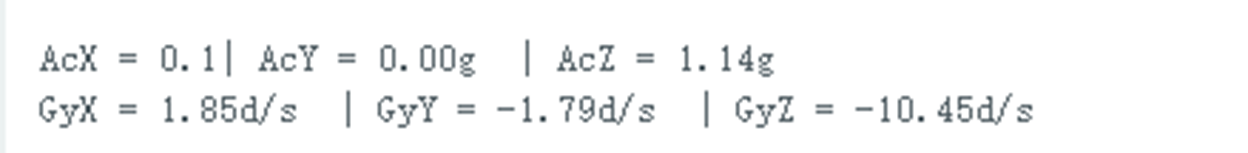 AcX = 0.1| AcY = 0.00g | AcZ = 1.14g
GyX = 1.85d/s | GyY = -1.79d/s | GyZ = -10.45d/s